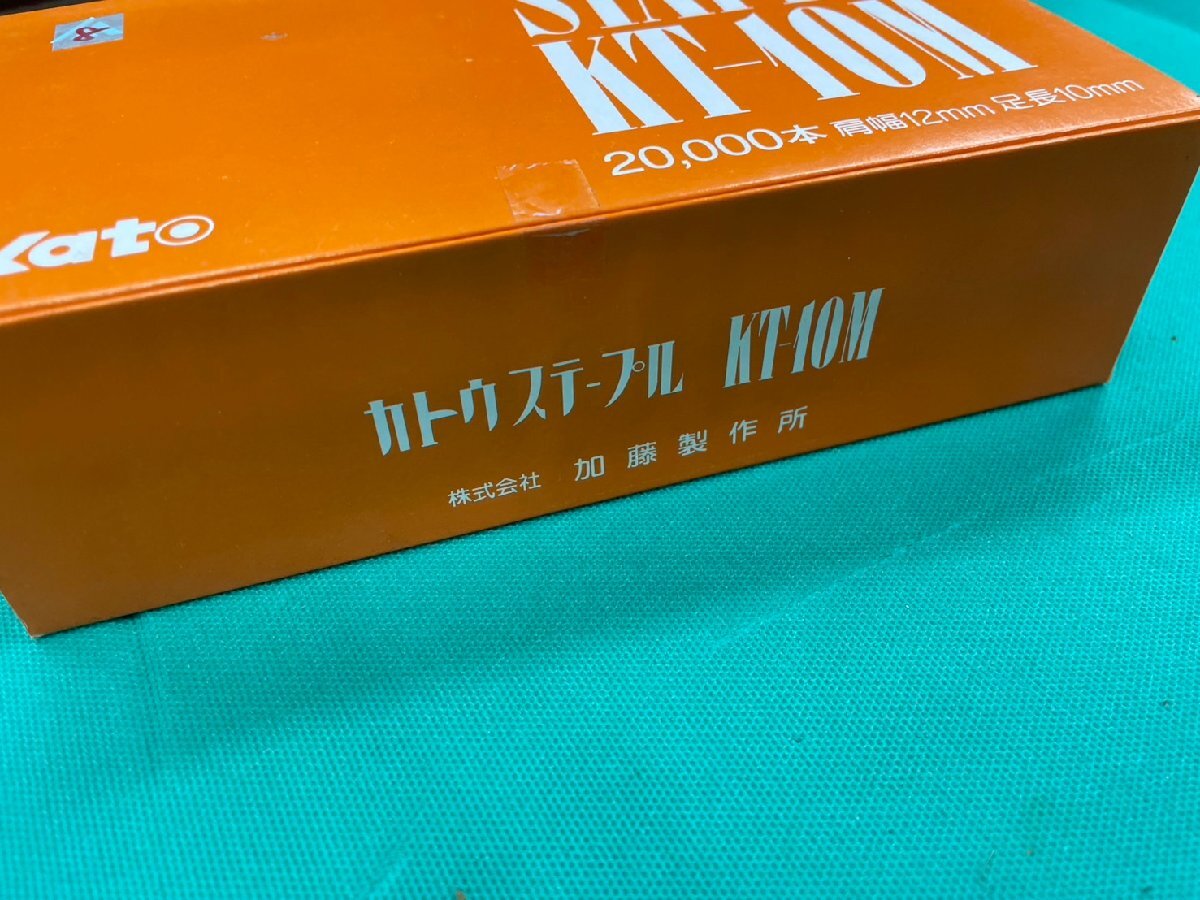 KT-10M
20,000本 肩幅12mm 足長10mm
Kato
カトウステープル KT-10M
株式会社 加藤製作所